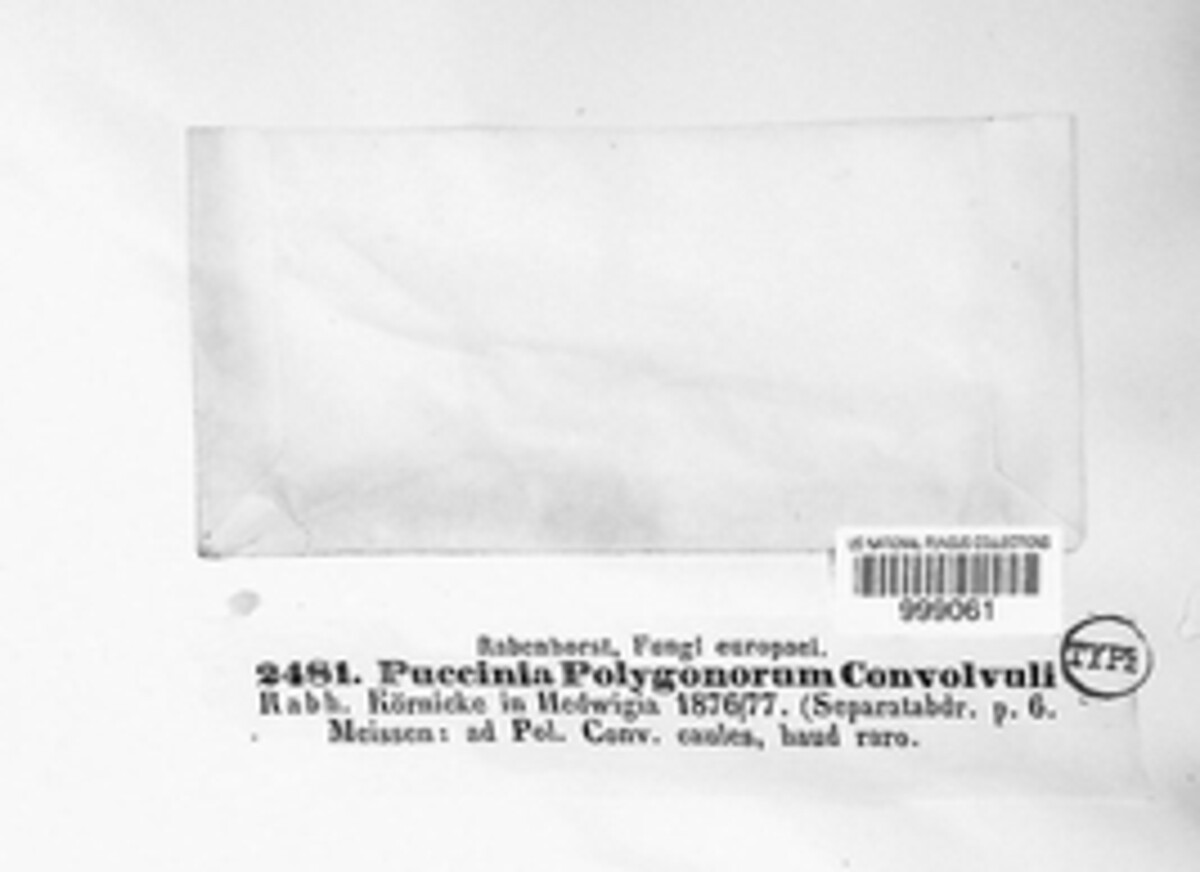 US NATIONAL FUNGUS COLLECTIONS
999061
Rabenhorst, Fungi europaei.
2481. Puccinia Polygonorum Convolvuli
TYPE
Rabh. Körnicke in Hedwigia 1876/77. (Separatabdr. p. 6.
Meissen: ad Pol. Conv. caules, haud raro.